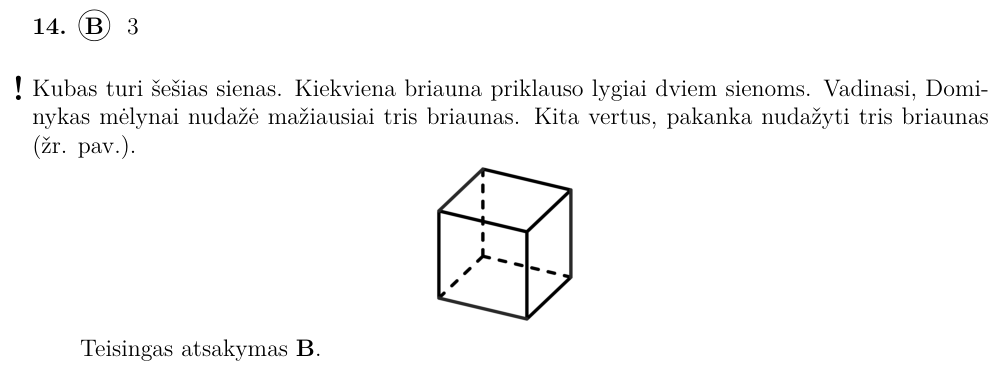 14. B 3
! Kubas turi šešias sienas. Kiekviena briauna priklauso lygiai dviem sienoms. Vadinasi, Domi-
nykas mėlynai nudažė mažiausiai tris briaunas. Kita vertus, pakanka nudažyti tris briaunas
(žr. pav.).
Teisingas atsakymas B.